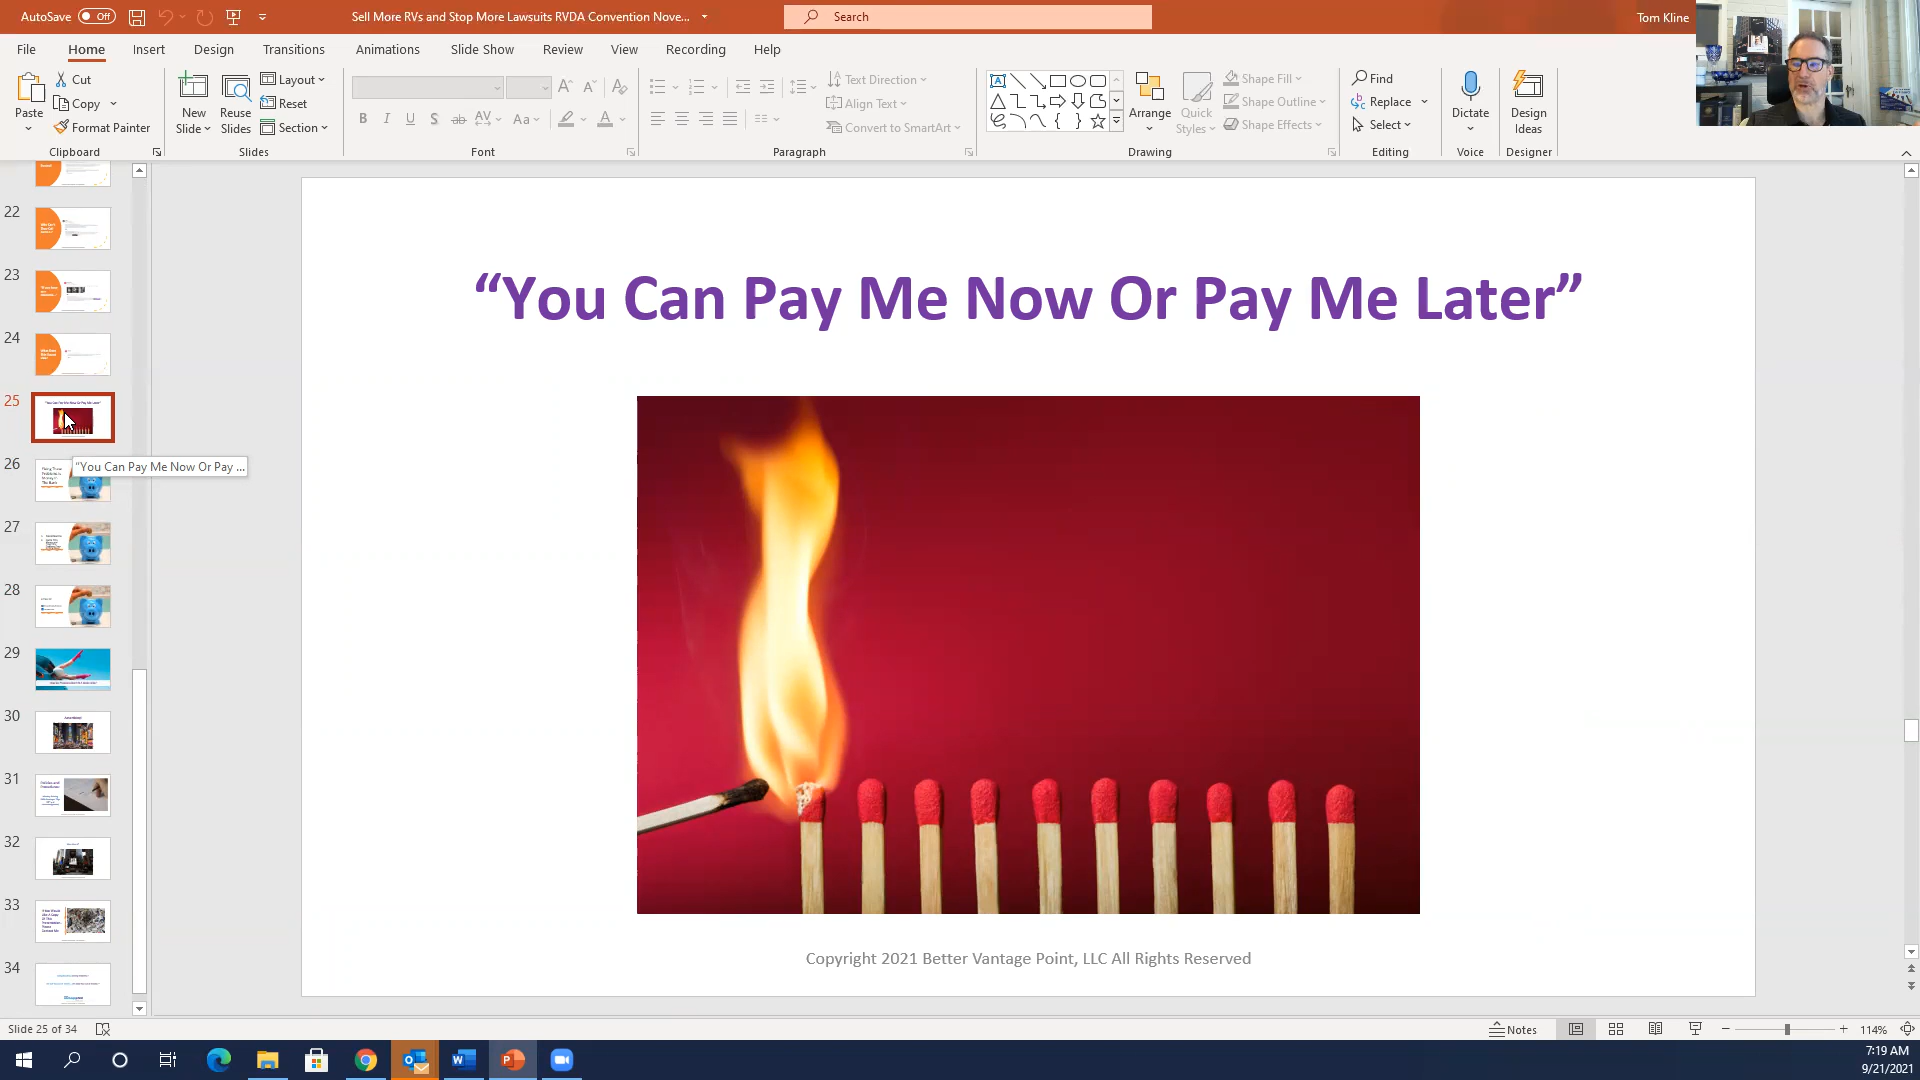 AutoSave Off
Sell More RVs and Stop More Lawsuits RVDA Convention Nove...
Search
Tom Kline
File Home Insert Design Transitions Animations Slide Show Review View Recording Help
Paste
Cut
Copy
Format Painter
Clipboard
New Slide
Reuse Slides
Layout
Reset
Section
Slides
B I U S ab AV Aa A
Font
Text Direction
Align Text
Convert to SmartArt
Paragraph
Arrange
Quick Styles
Shape Fill
Shape Outline
Shape Effects
Drawing
Find
Replace
Select
Editing
Dictate
Voice
Design Ideas
Designer
22
23
24
25
"You Can Pay Me Now Or Pay ...
26
27
28
29
30
31
32
33
34
“You Can Pay Me Now Or Pay Me Later”
Copyright 2021 Better Vantage Point, LLC All Rights Reserved
Slide 25 of 34
Notes
114%
7:19 AM
9/21/2021